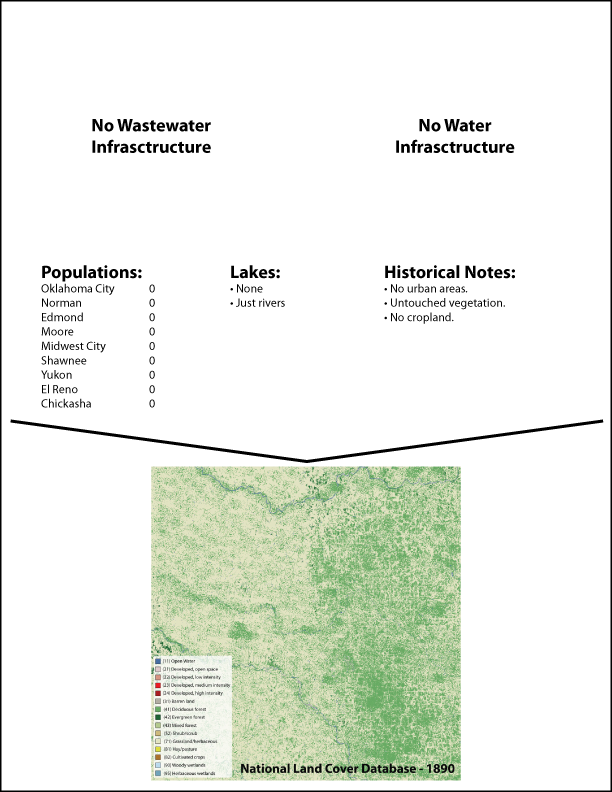 No Wastewater
Infrasctructure
No Water
Infrasctructure
Populations:
Oklahoma City 0
Norman 0
Edmond 0
Moore 0
Midwest City 0
Shawnee 0
Yukon 0
El Reno 0
Chickasha 0
Lakes:
• None
• Just rivers
Historical Notes:
• No urban areas.
• Untouched vegetation.
• No cropland.
[11] Open Water
[21] Developed, open space
[22] Developed, low intensity
[23] Developed, medium intensity
[24] Developed, high intensity
[31] Barren land
[41] Deciduous forest
[42] Evergreen forest
[43] Mixed forest
[52] Shrub/scrub
[71] Grassland/herbaceous
[81] Hay/pasture
[82] Cultivated crops
[90] Woody wetlands
[95] Herbaceous wetlands
National Land Cover Database - 1890